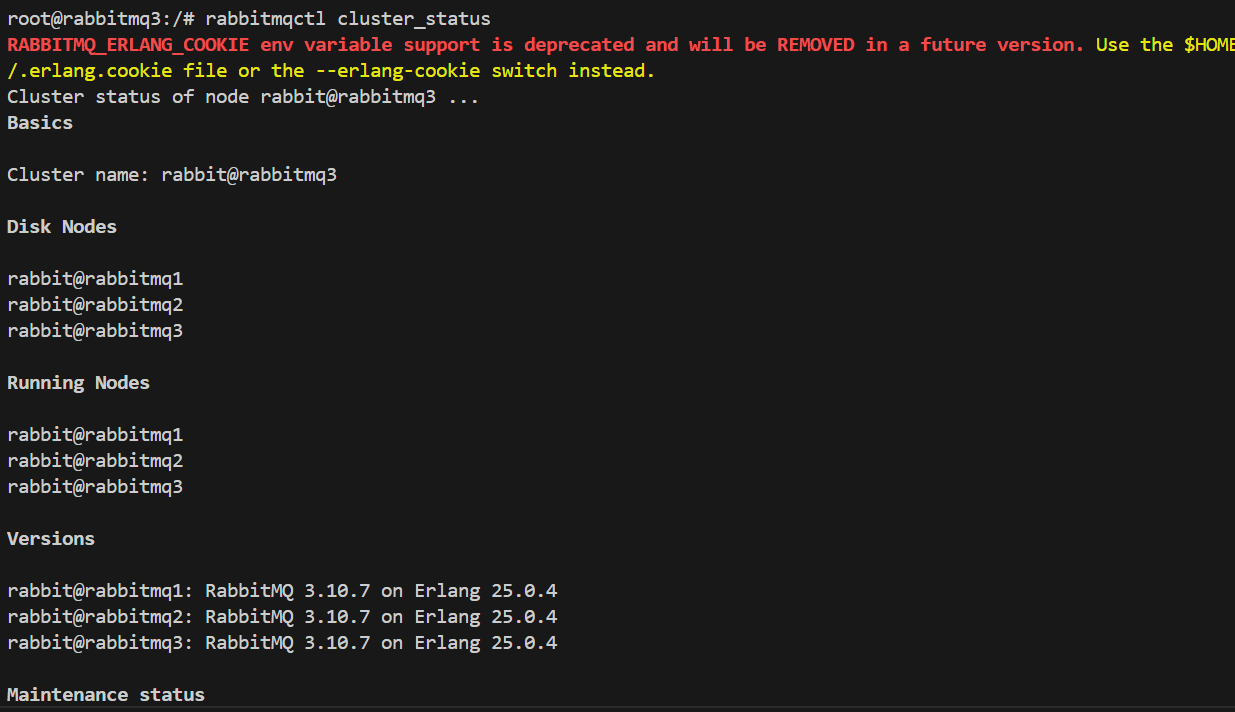 root@rabbitmq3:/# rabbitmqctl cluster_status
RABBITMQ_ERLANG_COOKIE env variable support is deprecated and will be REMOVED in a future version. Use the $HOME
/.erlang.cookie file or the --erlang-cookie switch instead.
Cluster status of node rabbit@rabbitmq3 ...
Basics
Cluster name: rabbit@rabbitmq3
Disk Nodes
rabbit@rabbitmq1
rabbit@rabbitmq2
rabbit@rabbitmq3
Running Nodes
rabbit@rabbitmq1
rabbit@rabbitmq2
rabbit@rabbitmq3
Versions
rabbit@rabbitmq1: RabbitMQ 3.10.7 on Erlang 25.0.4
rabbit@rabbitmq2: RabbitMQ 3.10.7 on Erlang 25.0.4
rabbit@rabbitmq3: RabbitMQ 3.10.7 on Erlang 25.0.4
Maintenance status